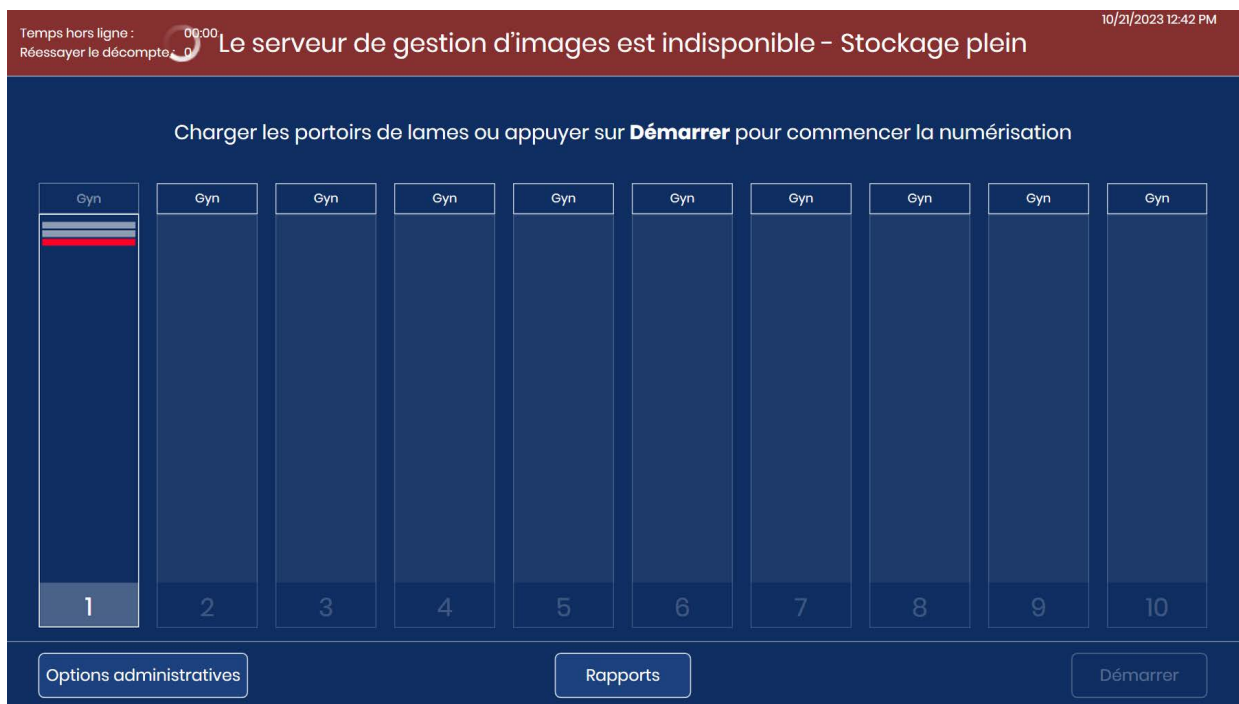 Temps hors ligne : 00:00
Réessayer le décompte : 0
Le serveur de gestion d’images est indisponible - Stockage plein
10/21/2023 12:42 PM
Charger les portoirs de lames ou appuyer sur Démarrer pour commencer la numérisation
Gyn Gyn Gyn Gyn Gyn Gyn Gyn Gyn Gyn Gyn
1 2 3 4 5 6 7 8 9 10
Options administratives Rapports Démarrer